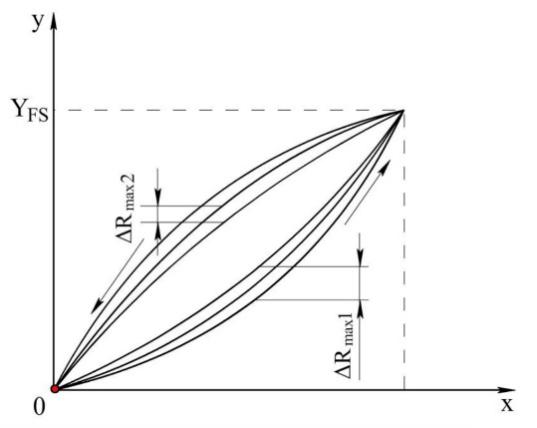 y
Y_FS
ΔR_max2
ΔR_max1
0
x